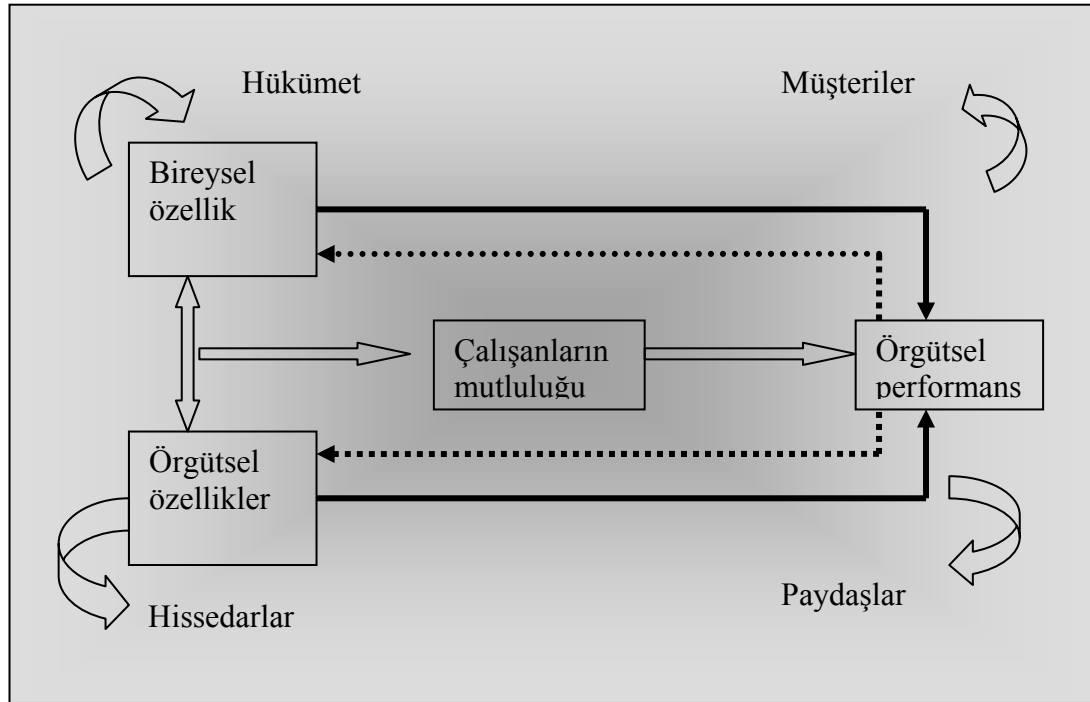 Hükümet
Müşteriler
Bireysel
özellik
Çalışanların
mutluluğu
Örgütsel
performans
Örgütsel
özellikler
Hissedarlar
Paydaşlar